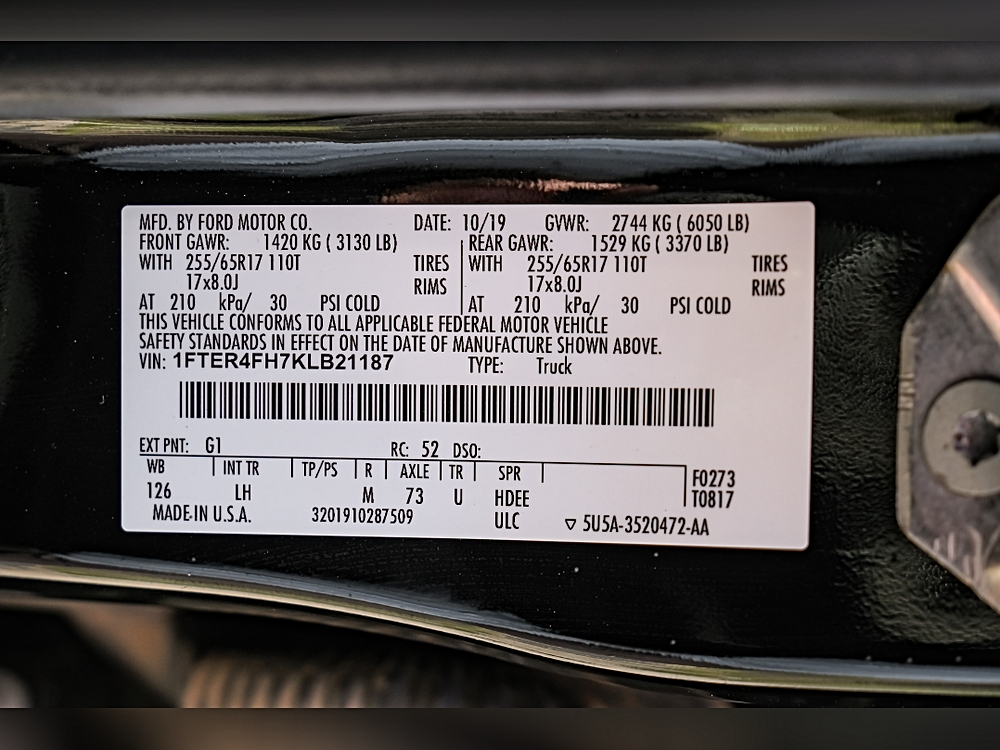 MFD. BY FORD MOTOR CO. DATE: 10/19 GVWR: 2744 KG ( 6050 LB)
FRONT GAWR: 1420 KG ( 3130 LB) REAR GAWR: 1529 KG ( 3370 LB)
WITH 255/65R17 110T TIRES WITH 255/65R17 110T TIRES
17x8.0J RIMS 17x8.0J RIMS
AT 210 kPa/ 30 PSI COLD AT 210 kPa/ 30 PSI COLD
THIS VEHICLE CONFORMS TO ALL APPLICABLE FEDERAL MOTOR VEHICLE
SAFETY STANDARDS IN EFFECT ON THE DATE OF MANUFACTURE SHOWN ABOVE.
VIN: 1FTER4FH7KLB21187 TYPE: Truck
EXT PNT: G1 RC: 52 DSO:
WB INT TR TP/PS R AXLE TR SPR F0273
126 LH M 73 U HDEE T0817
MADE IN U.S.A. 3201910287509 ULC ▽ 5U5A-3520472-AA